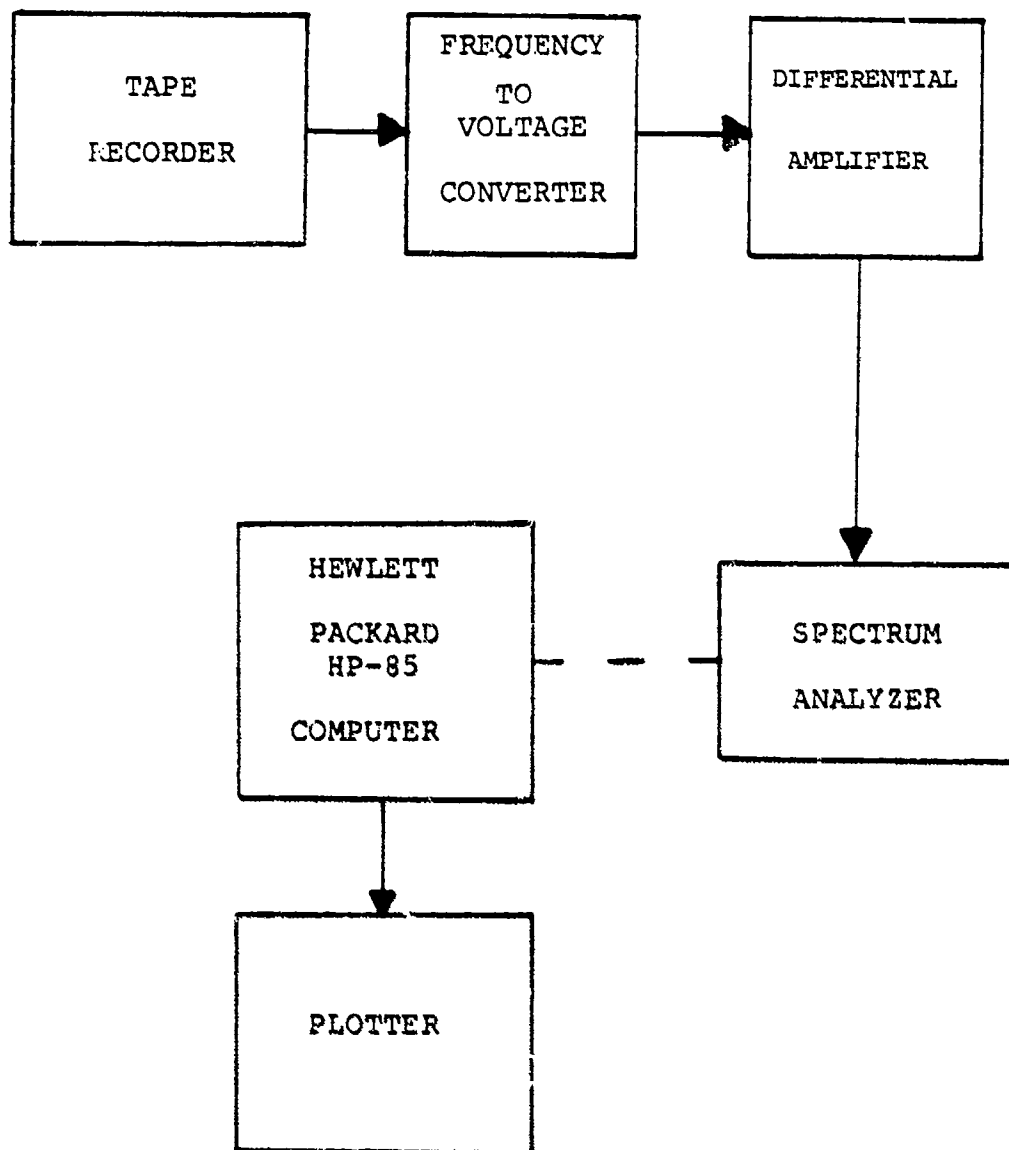 TAPE
RECORDER
FREQUENCY
TO
VOLTAGE
CONVERTER
DIFFERENTIAL
AMPLIFIER
HEWLETT
PACKARD
HP-85
COMPUTER
SPECTRUM
ANALYZER
PLOTTER